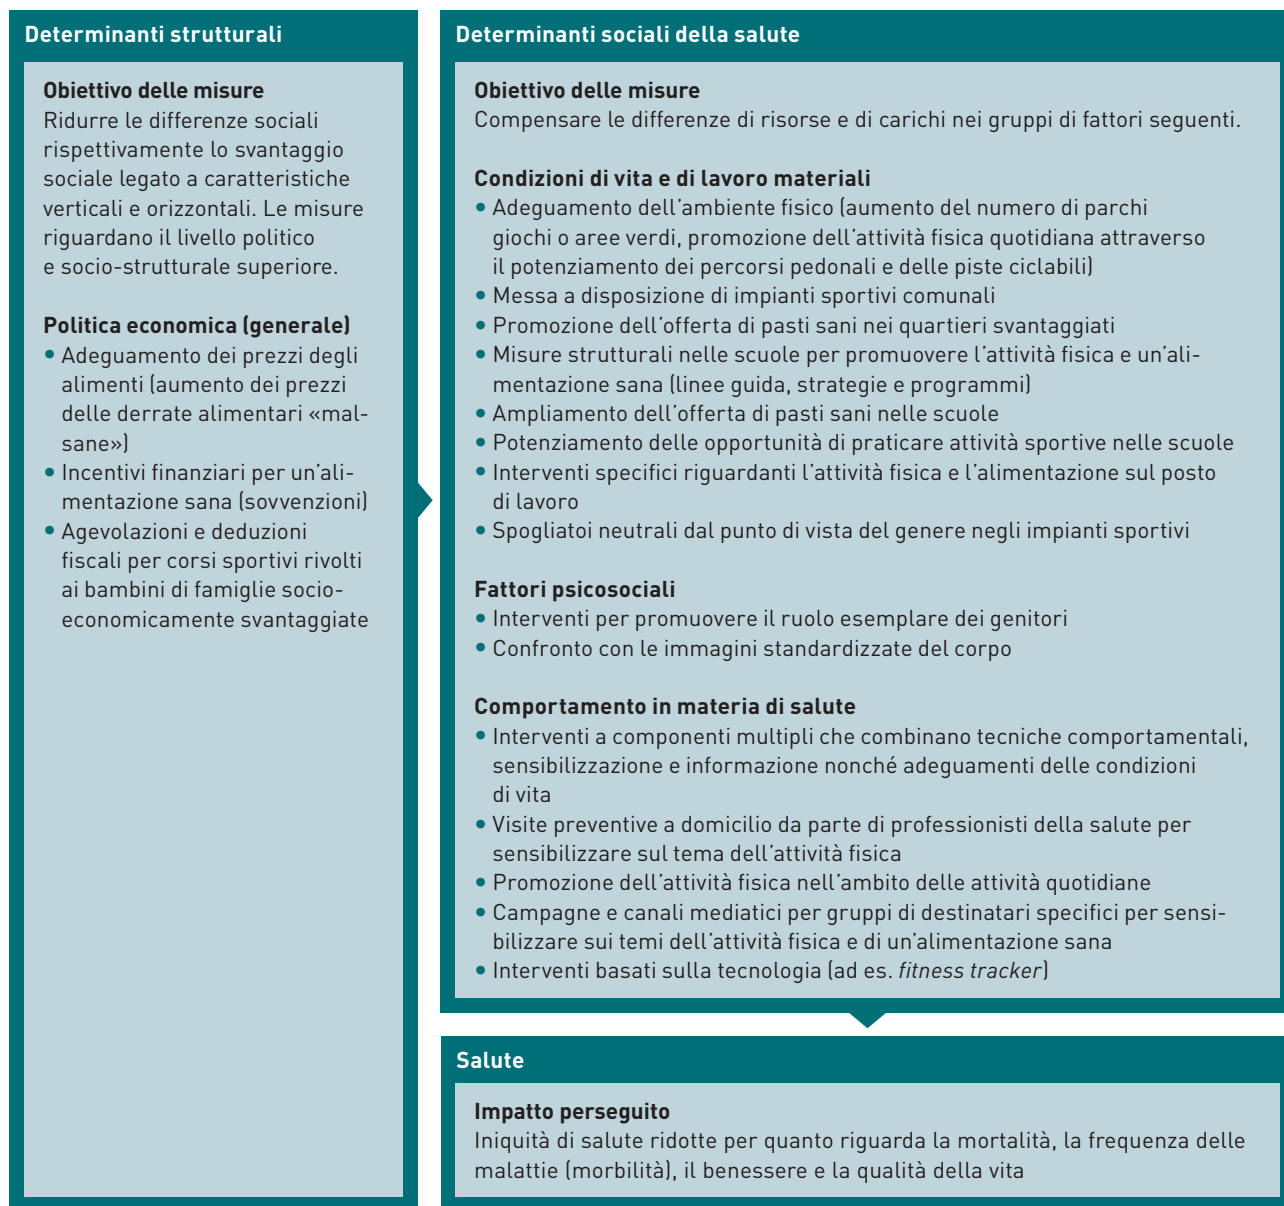 Determinanti strutturali
Obiettivo delle misure
Ridurre le differenze sociali
rispettivamente lo svantaggio
sociale legato a caratteristiche
verticali e orizzontali. Le misure
riguardano il livello politico
e socio-strutturale superiore.
Politica economica (generale)
• Adeguamento dei prezzi degli
alimenti (aumento dei prezzi
delle derrate alimentari «mal-
sane»)
• Incentivi finanziari per un’ali-
mentazione sana (sovvenzioni)
• Agevolazioni e deduzioni
fiscali per corsi sportivi rivolti
ai bambini di famiglie socio-
economicamente svantaggiate
Determinanti sociali della salute
Obiettivo delle misure
Compensare le differenze di risorse e di carichi nei gruppi di fattori seguenti.
Condizioni di vita e di lavoro materiali
• Adeguamento dell’ambiente fisico (aumento del numero di parchi
giochi o aree verdi, promozione dell’attività fisica quotidiana attraverso
il potenziamento dei percorsi pedonali e delle piste ciclabili)
• Messa a disposizione di impianti sportivi comunali
• Promozione dell’offerta di pasti sani nei quartieri svantaggiati
• Misure strutturali nelle scuole per promuovere l’attività fisica e un’ali-
mentazione sana (linee guida, strategie e programmi)
• Ampliamento dell’offerta di pasti sani nelle scuole
• Potenziamento delle opportunità di praticare attività sportive nelle scuole
• Interventi specifici riguardanti l’attività fisica e l’alimentazione sul posto
di lavoro
• Spogliatoi neutrali dal punto di vista del genere negli impianti sportivi
Fattori psicosociali
• Interventi per promuovere il ruolo esemplare dei genitori
• Confronto con le immagini standardizzate del corpo
Comportamento in materia di salute
• Interventi a componenti multipli che combinano tecniche comportamentali,
sensibilizzazione e informazione nonché adeguamenti delle condizioni
di vita
• Visite preventive a domicilio da parte di professionisti della salute per
sensibilizzare sul tema dell’attività fisica
• Promozione dell’attività fisica nell’ambito delle attività quotidiane
• Campagne e canali mediatici per gruppi di destinatari specifici per sensi-
bilizzare sui temi dell’attività fisica e di un’alimentazione sana
• Interventi basati sulla tecnologia (ad es. fitness tracker)
Salute
Impatto perseguito
Iniquità di salute ridotte per quanto riguarda la mortalità, la frequenza delle
malattie (morbilità), il benessere e la qualità della vita